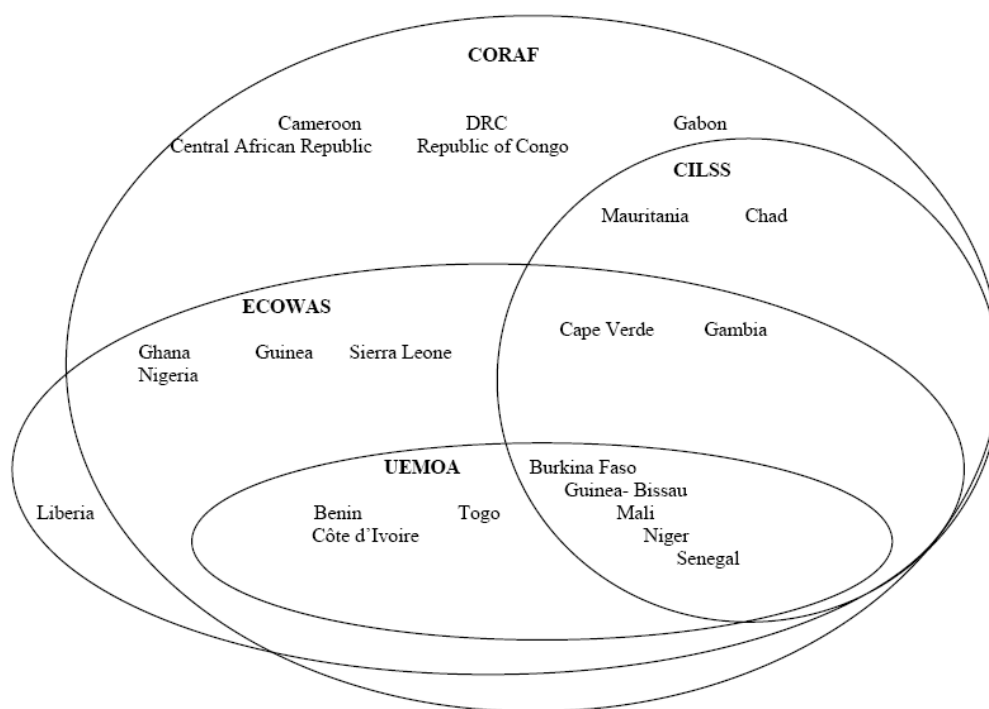 CORAF
Cameroon DRC Gabon
Central African Republic Republic of Congo
CILSS
Mauritania Chad
ECOWAS
Cape Verde Gambia
Ghana Guinea Sierra Leone
Nigeria
UEMOA Burkina Faso
Guinea- Bissau
Liberia Benin Togo Mali
Côte d’Ivoire Niger
Senegal